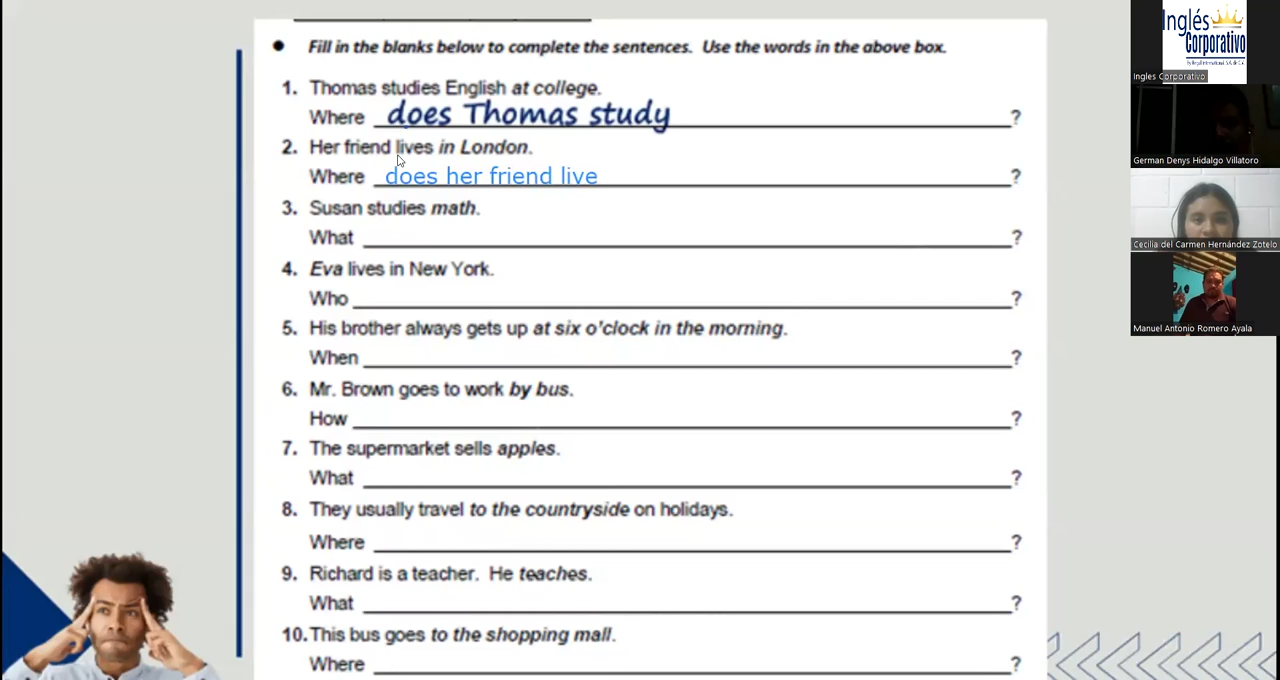 Fill in the blanks below to complete the sentences. Use the words in the above box.
1. Thomas studies English at college.
Where does Thomas study ?
2. Her friend lives in London.
Where does her friend live ?
3. Susan studies math.
What ?
4. Eva lives in New York.
Who ?
5. His brother always gets up at six o'clock in the morning.
When ?
6. Mr. Brown goes to work by bus.
How ?
7. The supermarket sells apples.
What ?
8. They usually travel to the countryside on holidays.
Where ?
9. Richard is a teacher. He teaches.
What ?
10. This bus goes to the shopping mall.
Where ?
Inglés
Corporativo
Ingles Corporativo
German Denys Hidalgo Villatoro
Cecilia del Carmen Hernández Zotelo
Manuel Antonio Romero Ayala